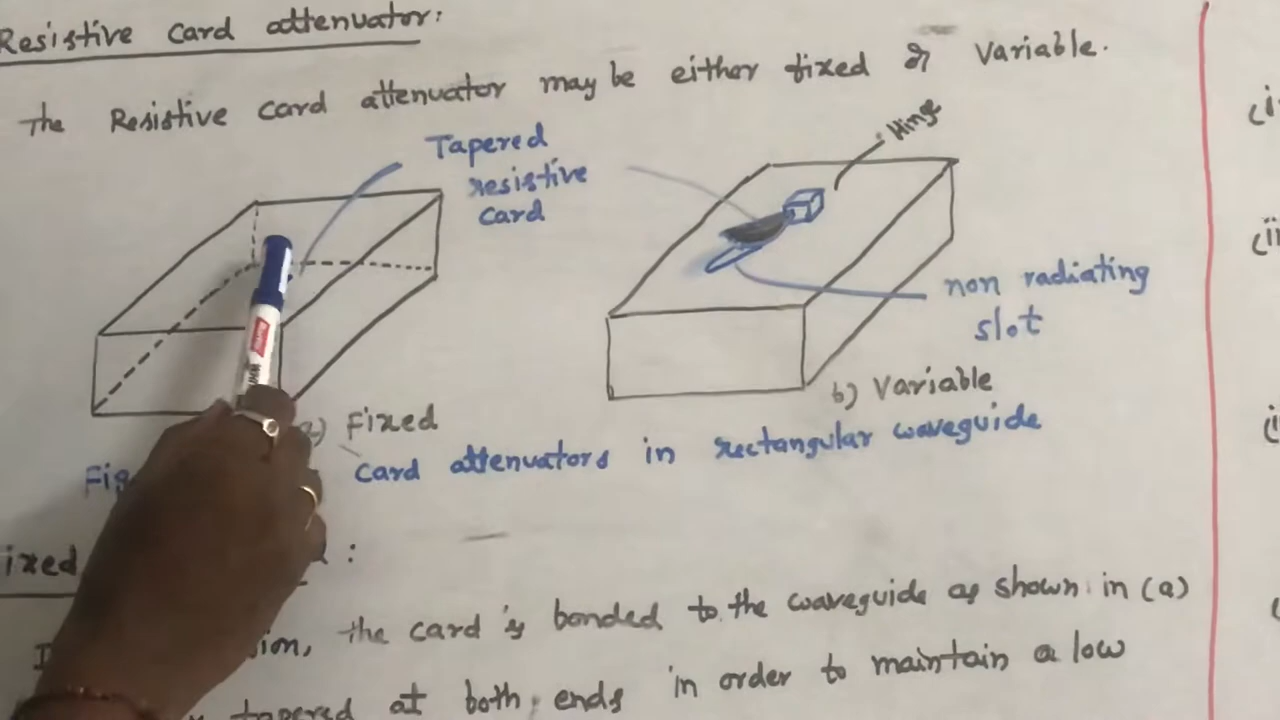 Resistive card attenuator:
The Resistive card attenuator may be either fixed or Variable.
Hinge
Tapered
resistive
card
non radiating
slot
a) Fixed
b) Variable
Fig card attenuators in rectangular waveguide
:
the card is bonded to the waveguide as shown in (a)
tapered at both ends in order to maintain a low